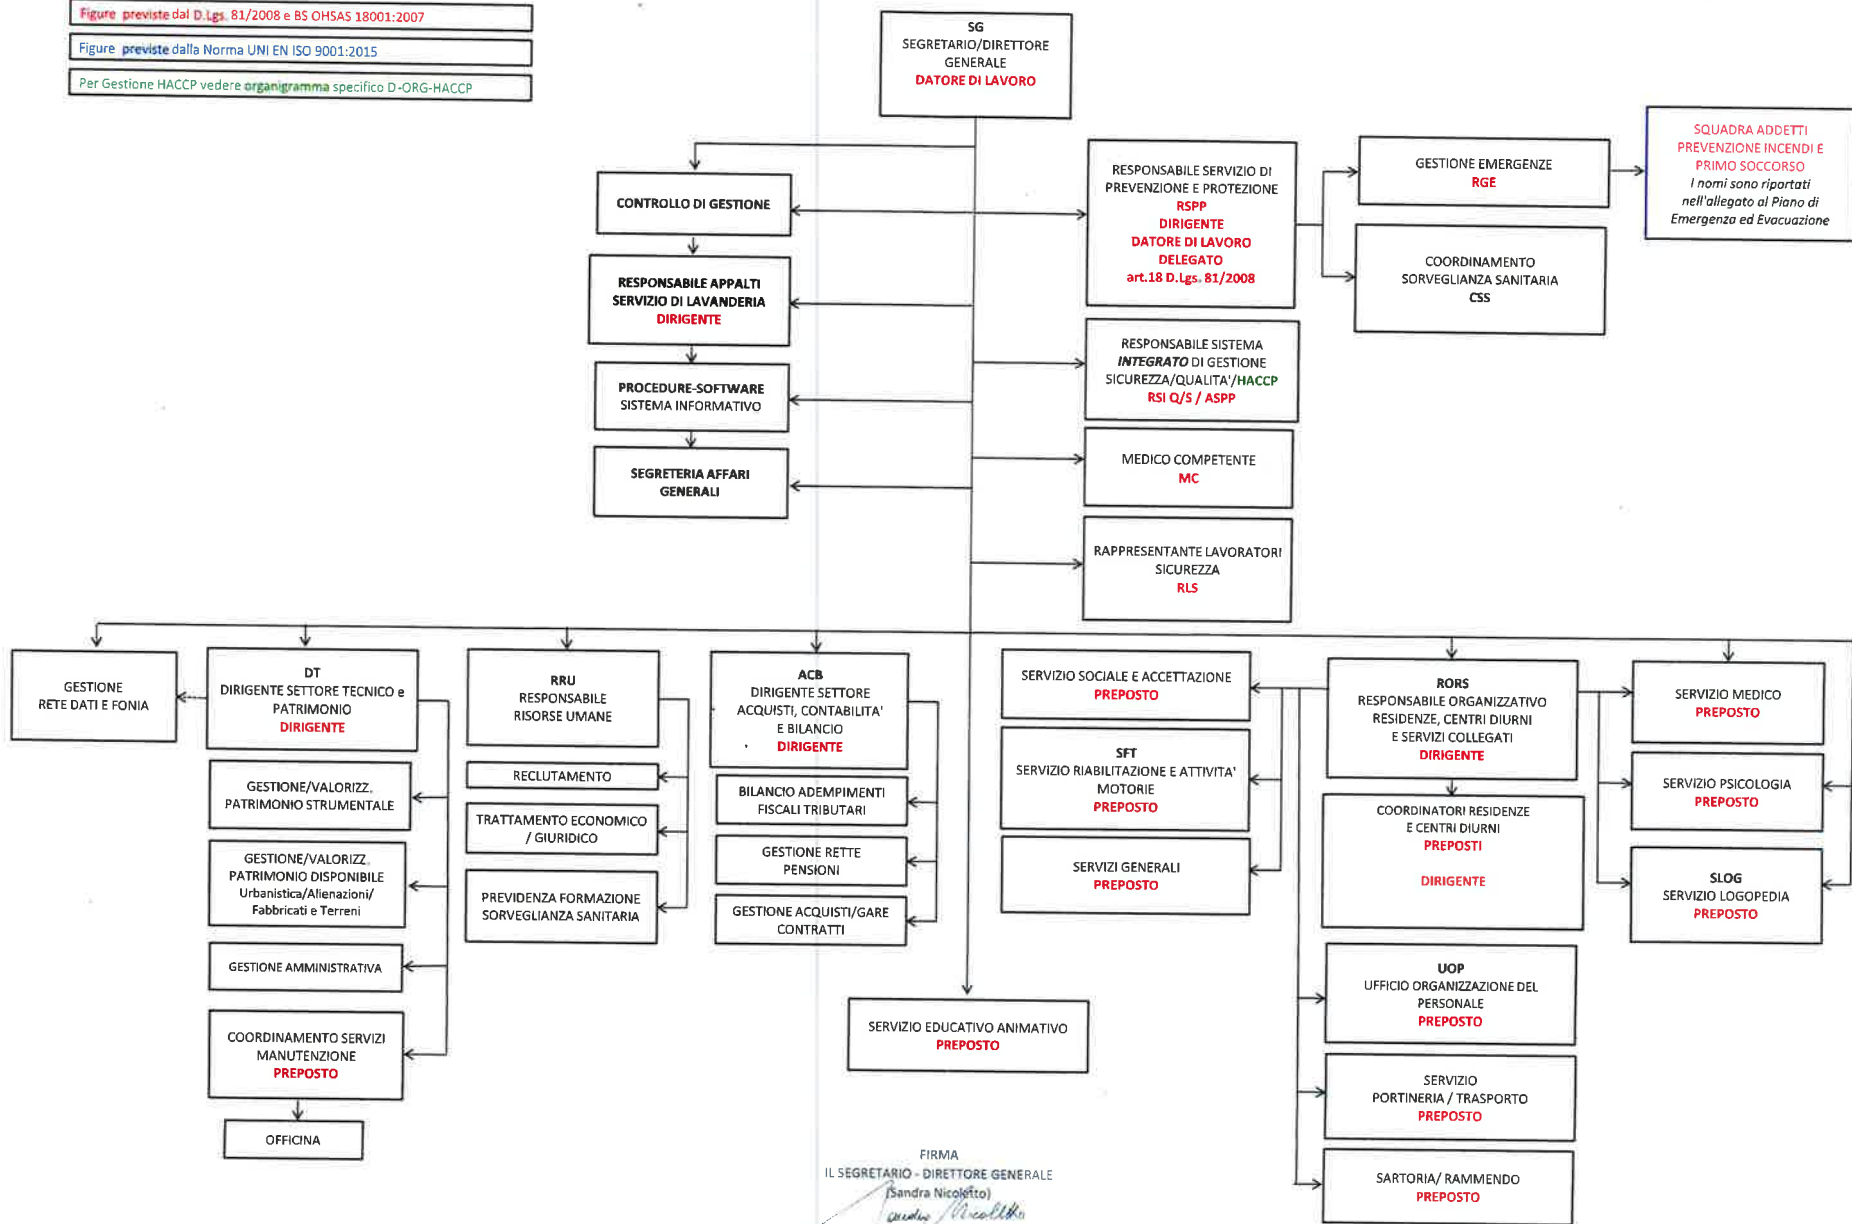 Figure previste dal D.Lgs. 81/2008 e BS OHSAS 18001:2007
Figure previste dalla Norma UNI EN ISO 9001:2015
Per Gestione HACCP vedere organigramma specifico D-ORG-HACCP
SG
SEGRETARIO/DIRETTORE
GENERALE
DATORE DI LAVORO
CONTROLLO DI GESTIONE
RESPONSABILE APPALTI
SERVIZIO DI LAVANDERIA
DIRIGENTE
PROCEDURE-SOFTWARE
SISTEMA INFORMATIVO
SEGRETERIA AFFARI
GENERALI
RESPONSABILE SERVIZIO DI
PREVENZIONE E PROTEZIONE
RSPP
DIRIGENTE
DATORE DI LAVORO
DELEGATO
art.18 D.Lgs. 81/2008
GESTIONE EMERGENZE
RGE
SQUADRA ADDETTI
PREVENZIONE INCENDI E
PRIMO SOCCORSO
I nomi sono riportati
nell'allegato al Piano di
Emergenza ed Evacuazione
COORDINAMENTO
SORVEGLIANZA SANITARIA
CSS
RESPONSABILE SISTEMA
INTEGRATO DI GESTIONE
SICUREZZA/QUALITA'/HACCP
RSI Q/S / ASPP
MEDICO COMPETENTE
MC
RAPPRESENTANTE LAVORATORI
SICUREZZA
RLS
GESTIONE
RETE DATI E FONIA
DT
DIRIGENTE SETTORE TECNICO e
PATRIMONIO
DIRIGENTE
GESTIONE/VALORIZZ.
PATRIMONIO STRUMENTALE
GESTIONE/VALORIZZ.
PATRIMONIO DISPONIBILE
Urbanistica/Alienazioni/
Fabbricati e Terreni
GESTIONE AMMINISTRATIVA
COORDINAMENTO SERVIZI
MANUTENZIONE
PREPOSTO
OFFICINA
RRU
RESPONSABILE
RISORSE UMANE
RECLUTAMENTO
TRATTAMENTO ECONOMICO
/ GIURIDICO
PREVIDENZA FORMAZIONE
SORVEGLIANZA SANITARIA
ACB
DIRIGENTE SETTORE
ACQUISTI, CONTABILITA'
E BILANCIO
DIRIGENTE
BILANCIO ADEMPIMENTI
FISCALI TRIBUTARI
GESTIONE RETTE
PENSIONI
GESTIONE ACQUISTI/GARE
CONTRATTI
SERVIZIO EDUCATIVO ANIMATIVO
PREPOSTO
SERVIZIO SOCIALE E ACCETTAZIONE
PREPOSTO
SFT
SERVIZIO RIABILITAZIONE E ATTIVITA'
MOTORIE
PREPOSTO
SERVIZI GENERALI
PREPOSTO
RORS
RESPONSABILE ORGANIZZATIVO
RESIDENZE, CENTRI DIURNI
E SERVIZI COLLEGATI
DIRIGENTE
COORDINATORI RESIDENZE
E CENTRI DIURNI
PREPOSTI
DIRIGENTE
UOP
UFFICIO ORGANIZZAZIONE DEL
PERSONALE
PREPOSTO
SERVIZIO
PORTINERIA / TRASPORTO
PREPOSTO
SARTORIA/ RAMMENDO
PREPOSTO
SERVIZIO MEDICO
PREPOSTO
SERVIZIO PSICOLOGIA
PREPOSTO
SLOG
SERVIZIO LOGOPEDIA
PREPOSTO
FIRMA
IL SEGRETARIO - DIRETTORE GENERALE
(Sandra Nicoletto)
Sandra Nicoletto